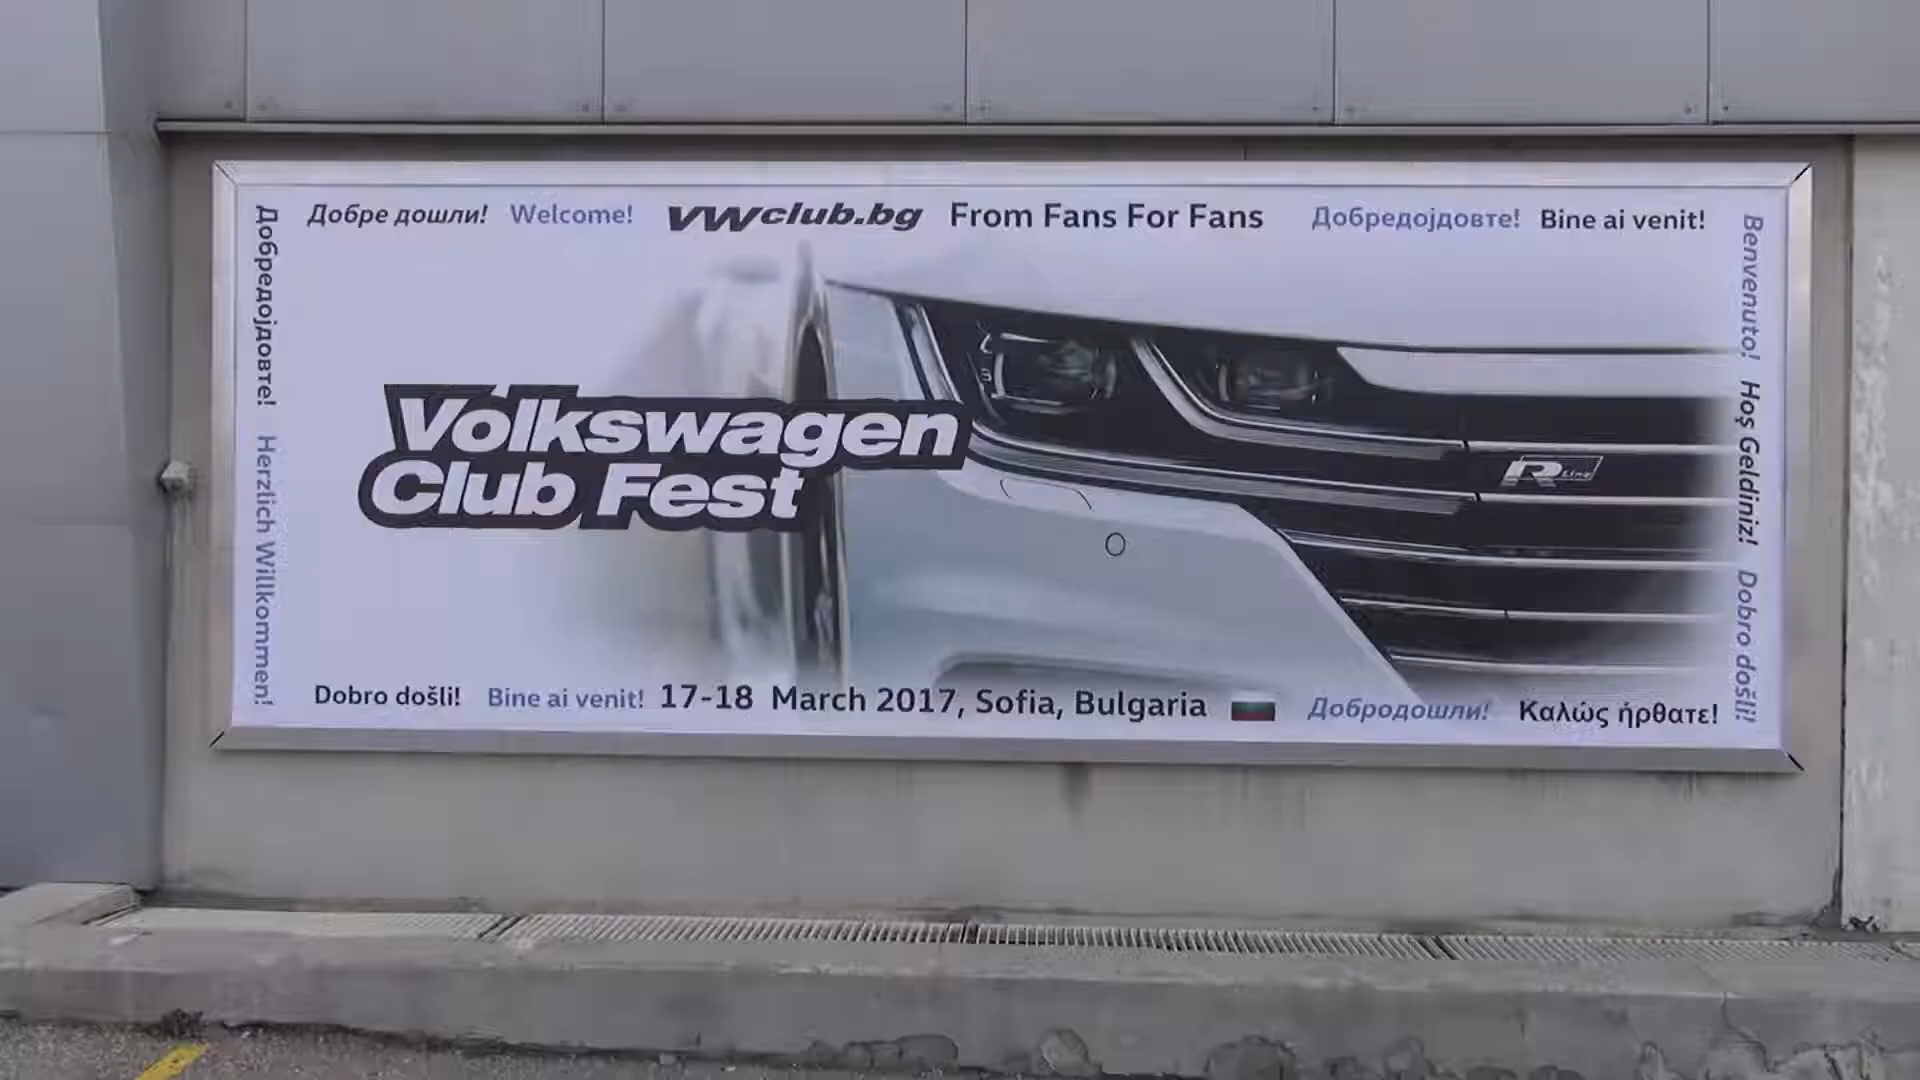 Добре дошли! Welcome! VWclub.bg From Fans For Fans Добредојдовте! Bine ai venit!
Добредојдовте! Herzlich Willkommen!
Volkswagen
Club Fest
R Line
Benvenuto! Hoş Geldiniz! Dobro došli!
Dobro došli! Bine ai venit! 17-18 March 2017, Sofia, Bulgaria Добродошли! Καλώς ήρθατε!